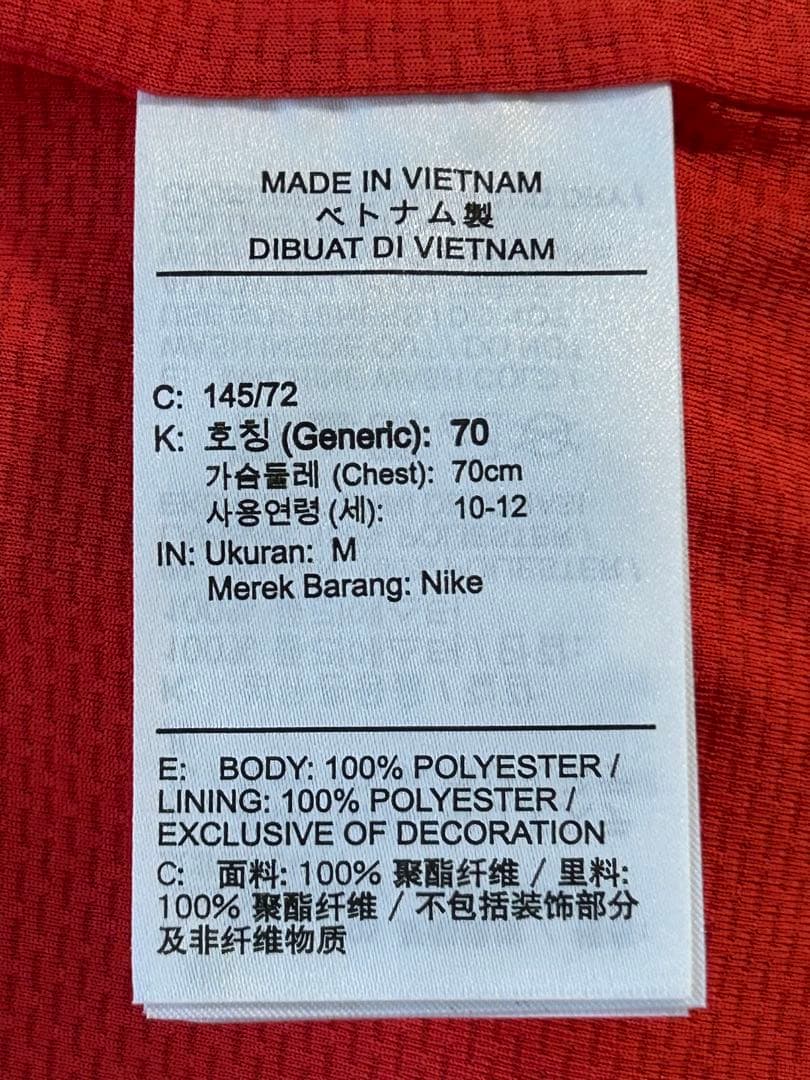 MADE IN VIETNAM
ベトナム製
DIBUAT DI VIETNAM
C: 145/72
K: 호칭 (Generic): 70
가슴둘레 (Chest): 70cm
사용연령 (세): 10-12
IN: Ukuran: M
Merek Barang: Nike
E: BODY: 100% POLYESTER /
LINING: 100% POLYESTER /
EXCLUSIVE OF DECORATION
C: 面料: 100% 聚酯纤维 / 里料:
100% 聚酯纤维 / 不包括装饰部分
及非纤维物质